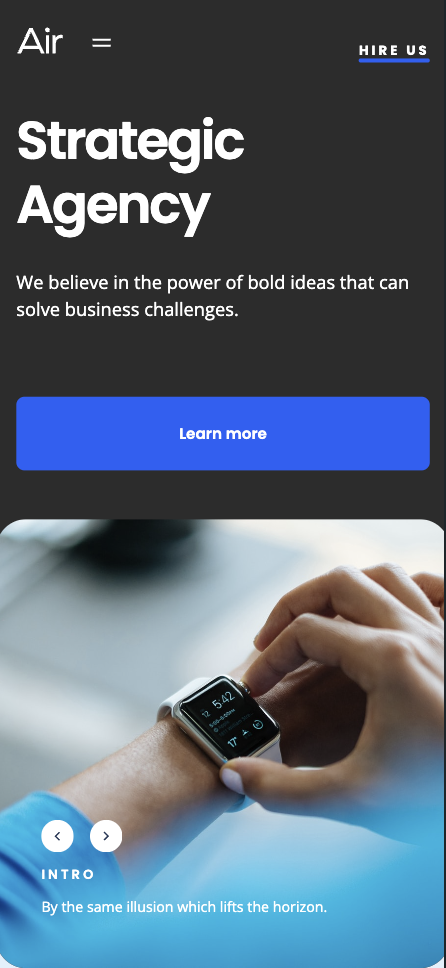 Air
HIRE US
Strategic
Agency
We believe in the power of bold ideas that can
solve business challenges.
Learn more
12 5:42
17°
INTRO
By the same illusion which lifts the horizon.